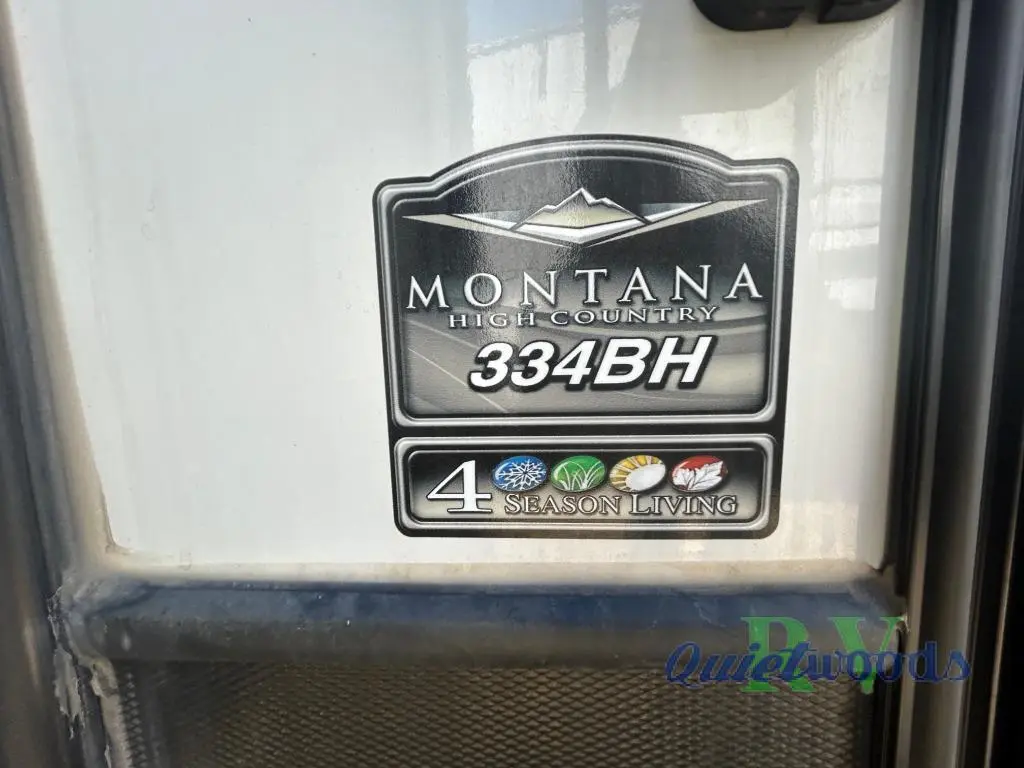 MONTANA
HIGH COUNTRY
334BH
4 SEASON LIVING
RV
Quietwoods